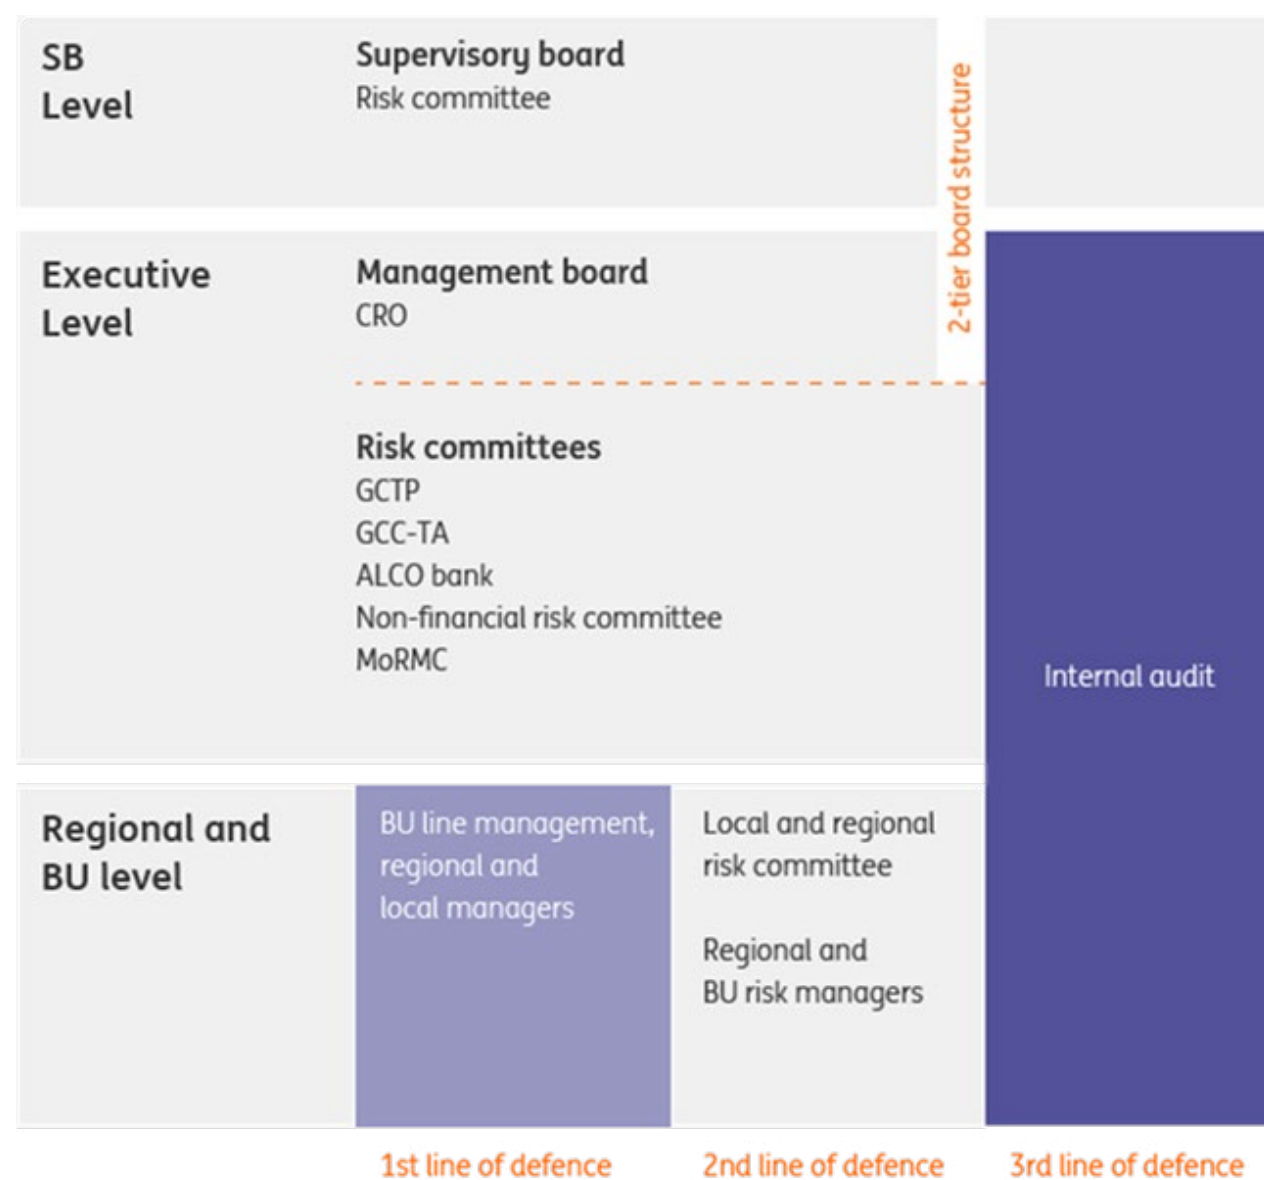 SB
Level
Supervisory board
Risk committee
2-tier board structure
Executive
Level
Management board
CRO
Risk committees
GCTP
GCC-TA
ALCO bank
Non-financial risk committee
MoRMC
Internal audit
Regional and
BU level
BU line management,
regional and
local managers
Local and regional
risk committee
Regional and
BU risk managers
1st line of defence
2nd line of defence
3rd line of defence